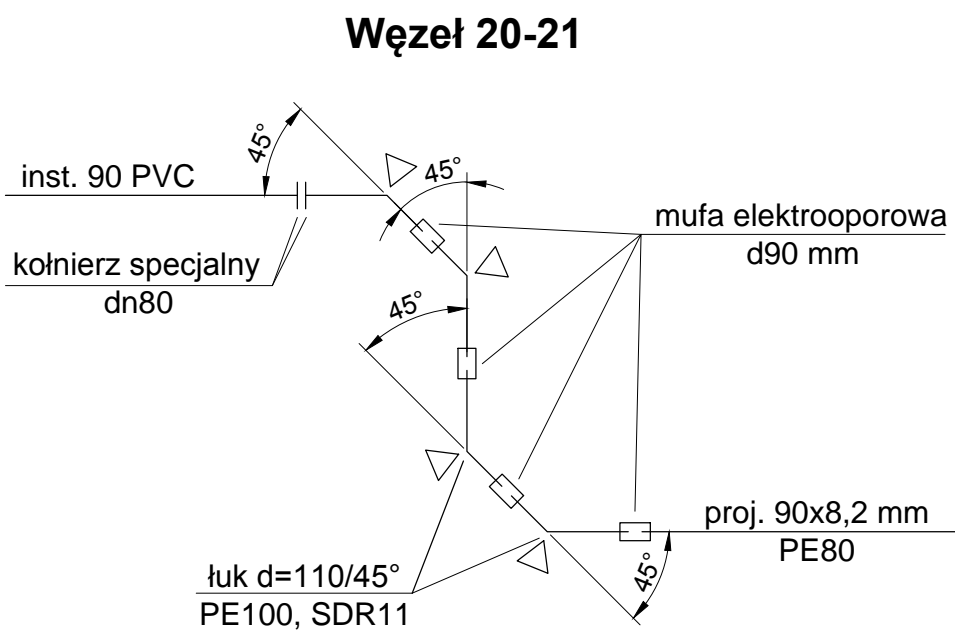 Węzeł 20-21
45°
45°
inst. 90 PVC
mufa elektrooporowa
d90 mm
kołnierz specjalny
dn80
45°
proj. 90x8,2 mm
PE80
45°
łuk d=110/45°
PE100, SDR11